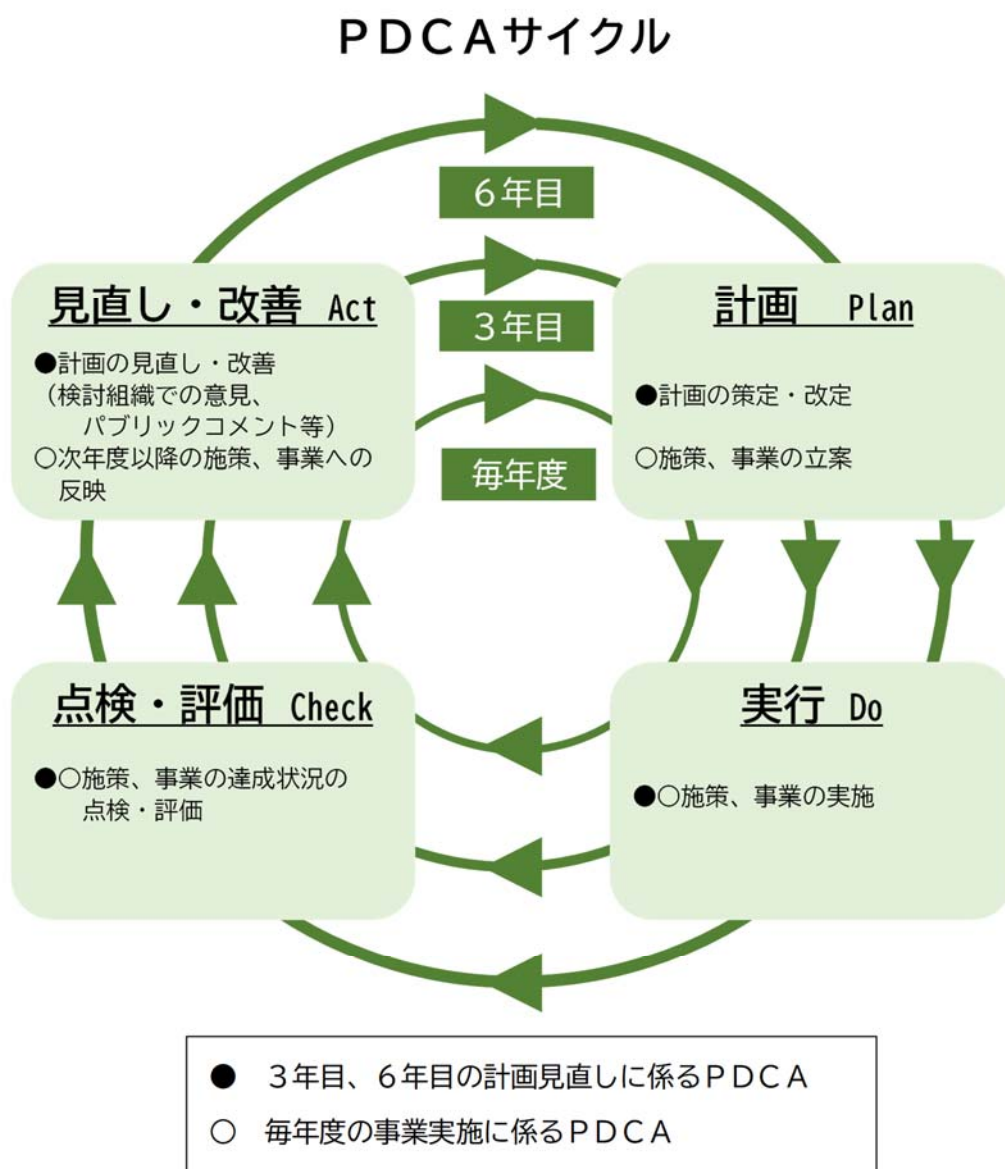 ＰＤＣＡサイクル
６年目
３年目
毎年度
見直し・改善 Act
●計画の見直し・改善
（検討組織での意見、
パブリックコメント等）
○次年度以降の施策、事業への
反映
計画 Plan
●計画の策定・改定
○施策、事業の立案
点検・評価 Check
●○施策、事業の達成状況の
点検・評価
実行 Do
●○施策、事業の実施
● ３年目、６年目の計画見直しに係るＰＤＣＡ
○ 毎年度の事業実施に係るＰＤＣＡ